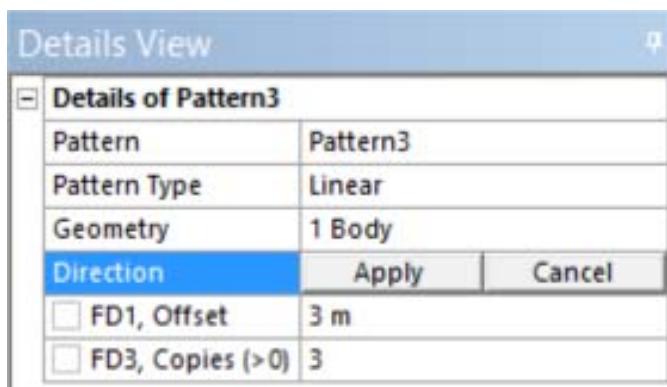 Details View
Details of Pattern3
Pattern Pattern3
Pattern Type Linear
Geometry 1 Body
Direction Apply Cancel
FD1, Offset 3 m
FD3, Copies (>0) 3